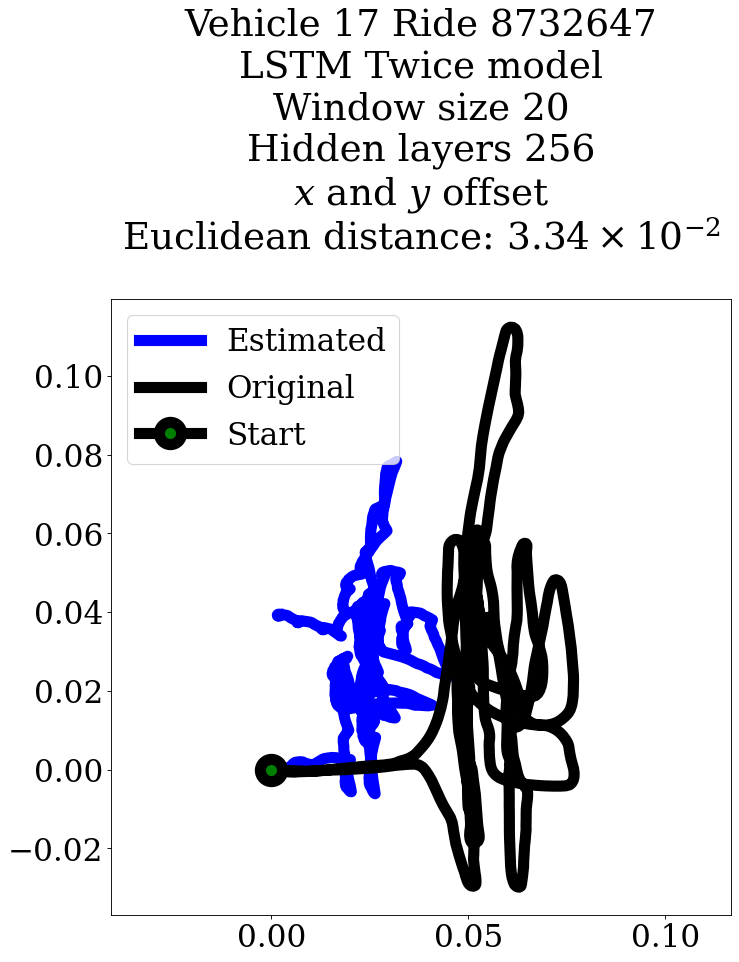 Vehicle 17 Ride 8732647
LSTM Twice model
Window size 20
Hidden layers 256
x and y offset
Euclidean distance: 3.34 × 10⁻²
Estimated
Original
Start
0.10
0.08
0.06
0.04
0.02
0.00
−0.02
0.00 0.05 0.10